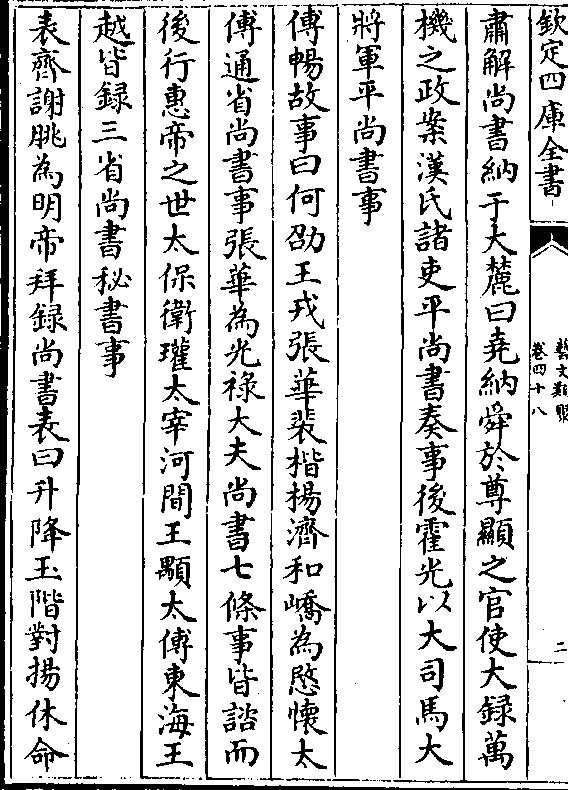 欽定四庫全書
藝文類聚
卷四十八
二
肅解尚書納于大麓曰堯納舜於尊顯之官使大録萬
機之政案漢氏諸吏平尚書奏事後霍光以大司馬大
將軍平尚書事
傅暢故事曰何劭王戎張華裴楷楊濟和嶠為愍懷太
傅通省尚書事張華為光祿大夫尚書七條事皆諮而
後行惠帝之世太保衛瓘太宰河間王顒太傅東海王
越皆録三省尚書秘書事
表齊謝朓為明帝拜録尚書表曰升降玉階對揚休命